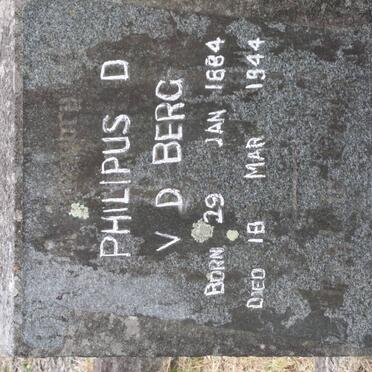 PHILIPUS D
V D BERG
BORN 29 JAN 1884
DIED 18 MAR 1944